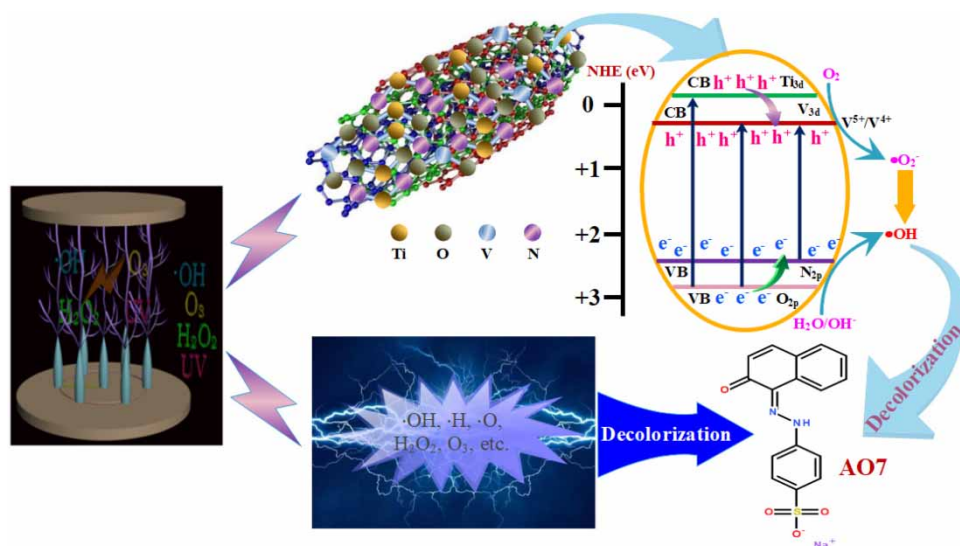 NHE (eV)
0
+1
+2
+3
CB h⁺ h⁺ h⁺ Ti3d
CB
V3d
h⁺ h⁺ h⁺ h⁺ h⁺ h⁺
e⁻ e⁻ e⁻ e⁻ e⁻ e⁻ e⁻ e⁻
VB
N2p
VB e⁻ e⁻ e⁻ O2p
O₂
V⁵⁺/V⁴⁺
•O₂⁻
•OH
H₂O/OH⁻
Ti O V N
·OH O₃
H₂O₂ UV
·OH
O₃
H₂O₂
UV
·OH, ·H, ·O,
H₂O₂, O₃, etc.
Decolorization
Decolorization
O
N
N H
O S O
O⁻
Na⁺
AO7